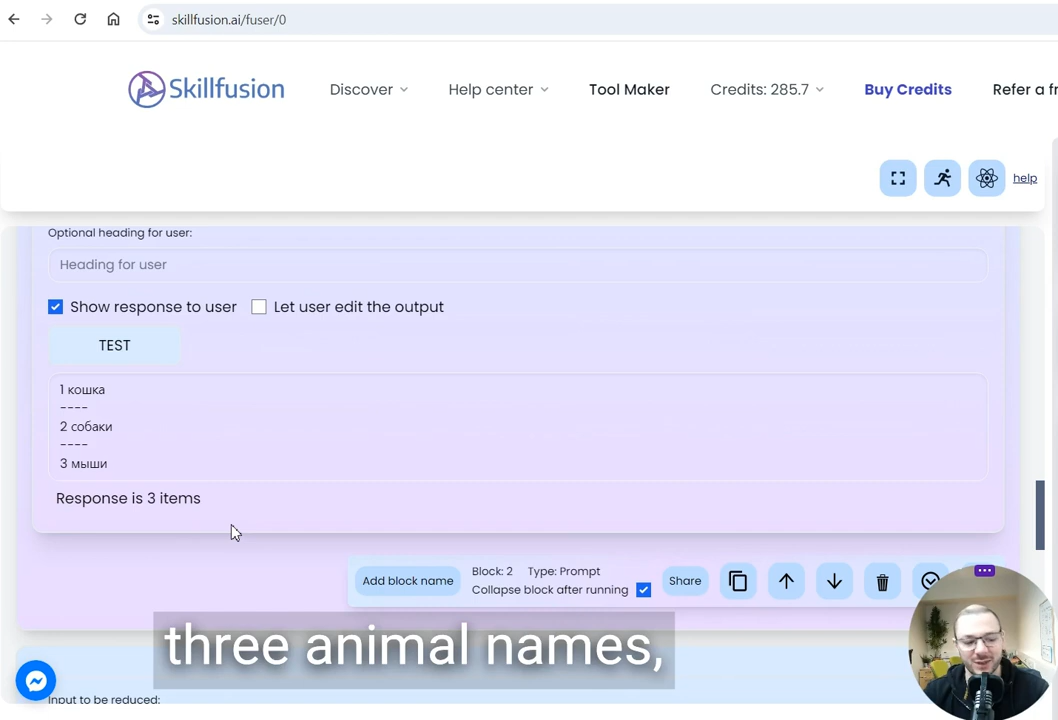 skillfusion.ai/fuser/0
Skillfusion
Discover
Help center
Tool Maker
Credits: 285.7
Buy Credits
Refer a fr
help
Optional heading for user:
Heading for user
Show response to user
Let user edit the output
TEST
1 кошка
----
2 собаки
----
3 мыши
Response is 3 items
Add block name
Block: 2 Type: Prompt
Collapse block after running
Share
three animal names,
Input to be reduced: